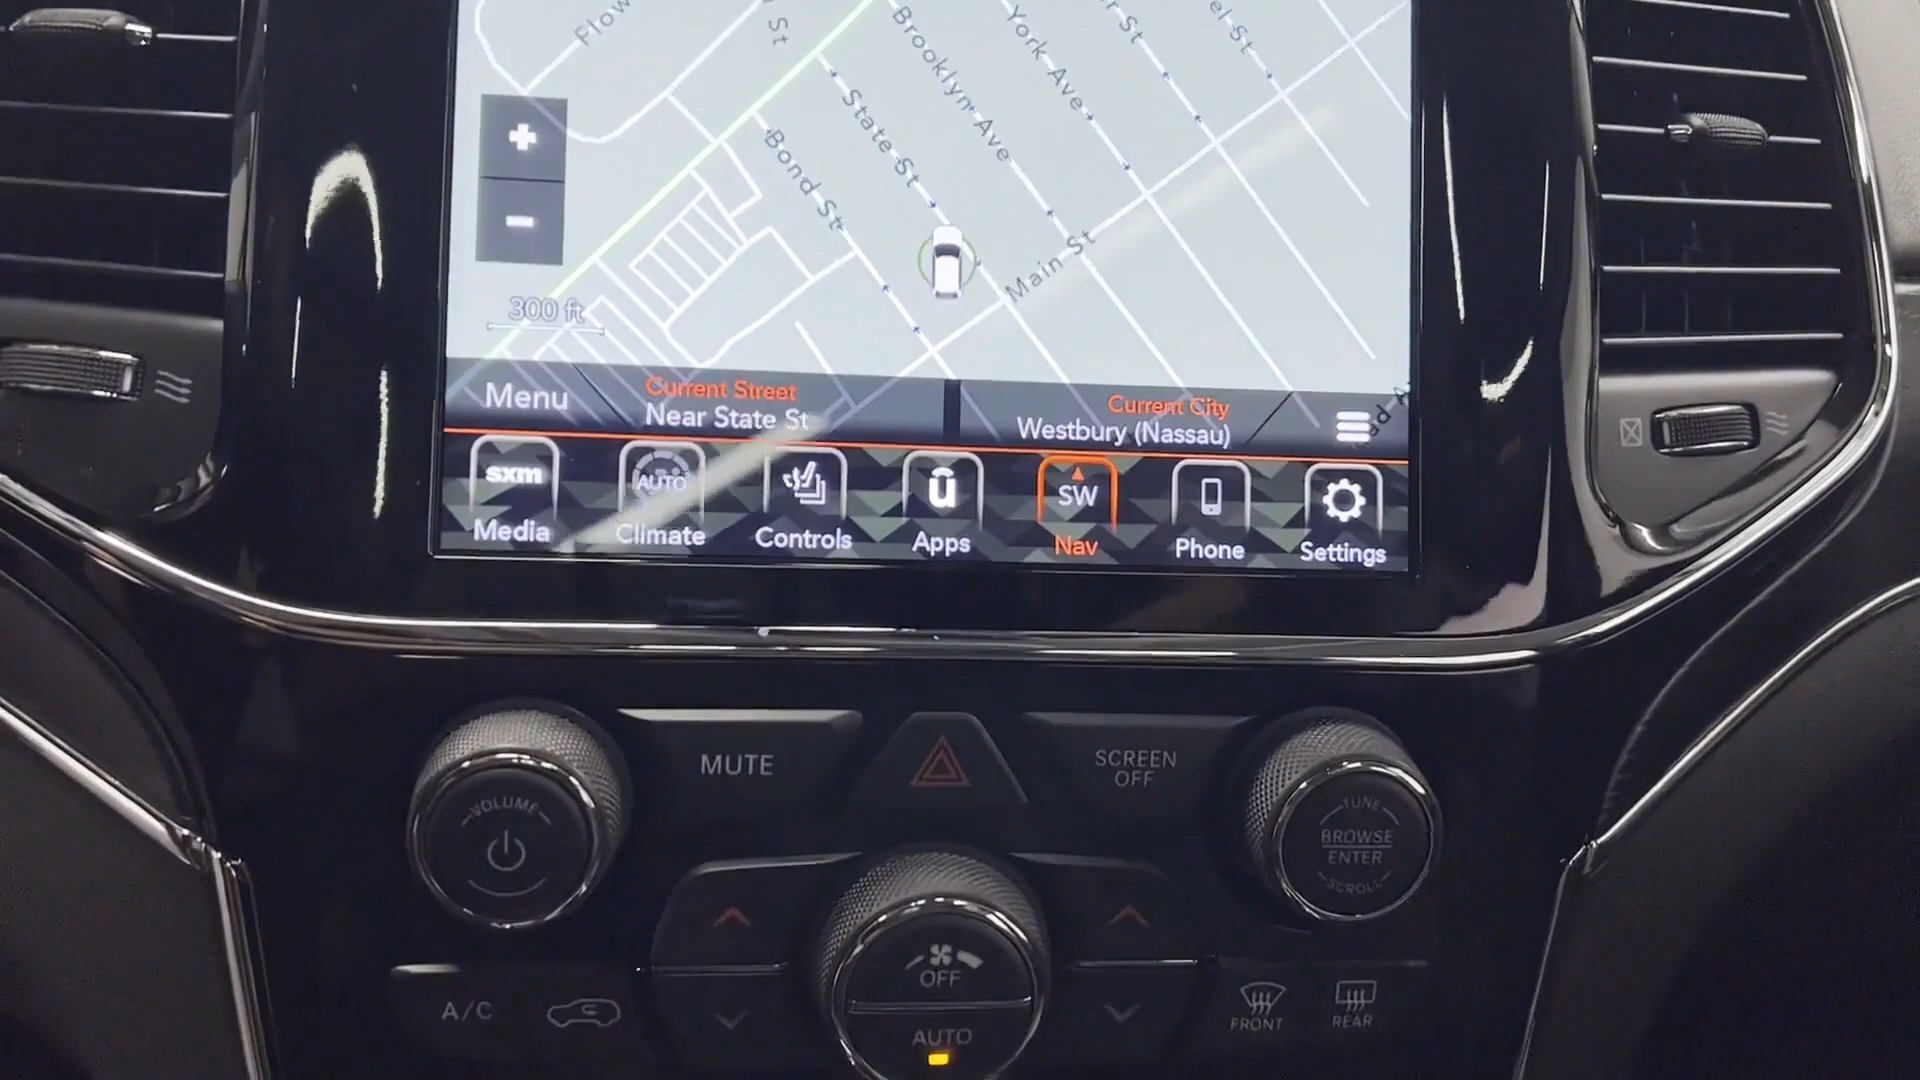 Flow
St
Brooklyn Ave
York Ave
St
St
State St
Bond St
Main St
300 ft
Menu
Current Street
Near State St
Current City
Westbury (Nassau)
sxm
AUTO
SW
Media
Climate
Controls
Apps
Nav
Phone
Settings
VOLUME
MUTE
SCREEN
OFF
TUNE
BROWSE
ENTER
SCROLL
OFF
AUTO
A/C
FRONT
REAR